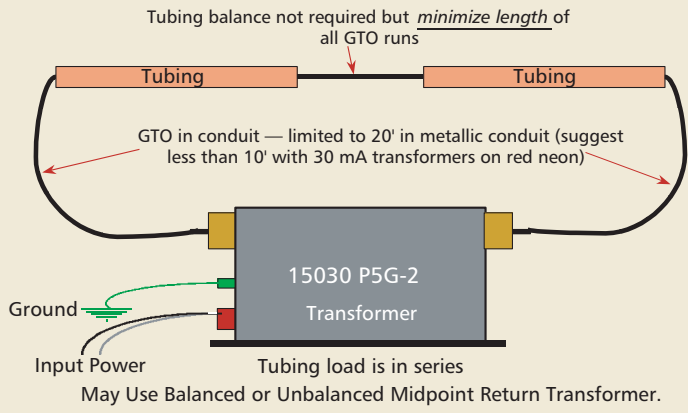 Tubing balance not required but minimize length of
all GTO runs
Tubing
Tubing
GTO in conduit — limited to 20' in metallic conduit (suggest
less than 10' with 30 mA transformers on red neon)
15030 P5G-2
Transformer
Ground
Input Power
Tubing load is in series
May Use Balanced or Unbalanced Midpoint Return Transformer.